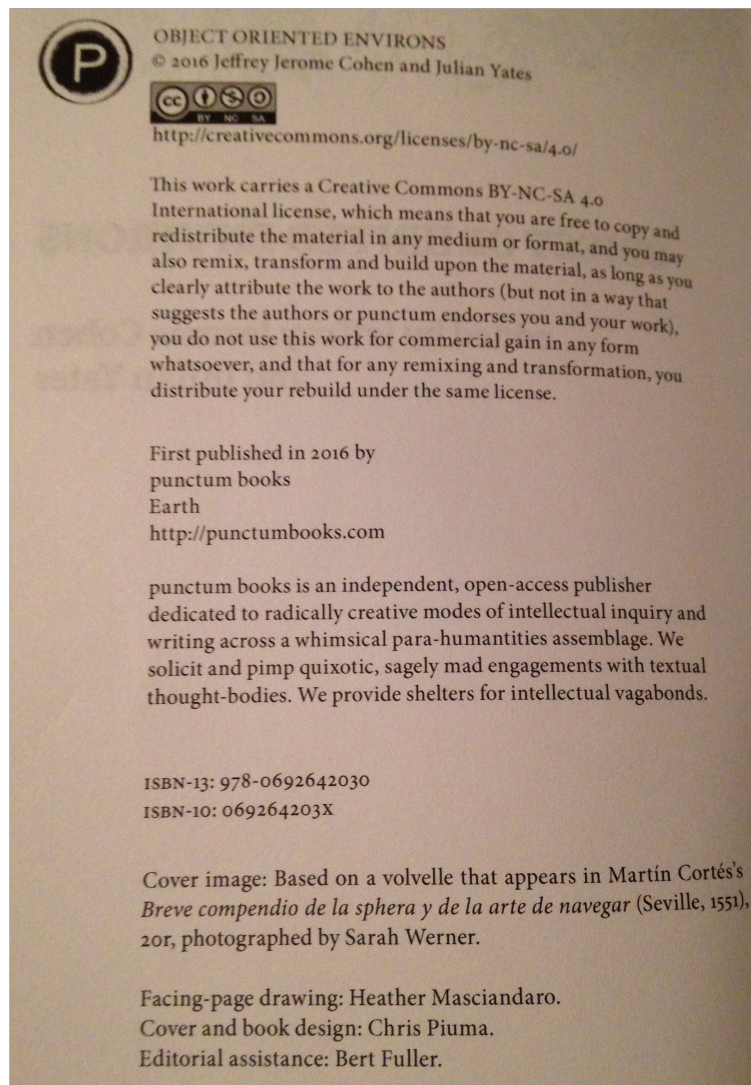 P
OBJECT ORIENTED ENVIRONS
© 2016 Jeffrey Jerome Cohen and Julian Yates
cc
BY NC SA
http://creativecommons.org/licenses/by-nc-sa/4.0/
This work carries a Creative Commons BY-NC-SA 4.0
International license, which means that you are free to copy and
redistribute the material in any medium or format, and you may
also remix, transform and build upon the material, as long as you
clearly attribute the work to the authors (but not in a way that
suggests the authors or punctum endorses you and your work),
you do not use this work for commercial gain in any form
whatsoever, and that for any remixing and transformation, you
distribute your rebuild under the same license.
First published in 2016 by
punctum books
Earth
http://punctumbooks.com
punctum books is an independent, open-access publisher
dedicated to radically creative modes of intellectual inquiry and
writing across a whimsical para-humanities assemblage. We
solicit and pimp quixotic, sagely mad engagements with textual
thought-bodies. We provide shelters for intellectual vagabonds.
ISBN-13: 978-0692642030
ISBN-10: 069264203X
Cover image: Based on a volvelle that appears in Martín Cortés's
Breve compendio de la sphera y de la arte de navegar (Seville, 1551),
20r, photographed by Sarah Werner.
Facing-page drawing: Heather Masciandaro.
Cover and book design: Chris Piuma.
Editorial assistance: Bert Fuller.